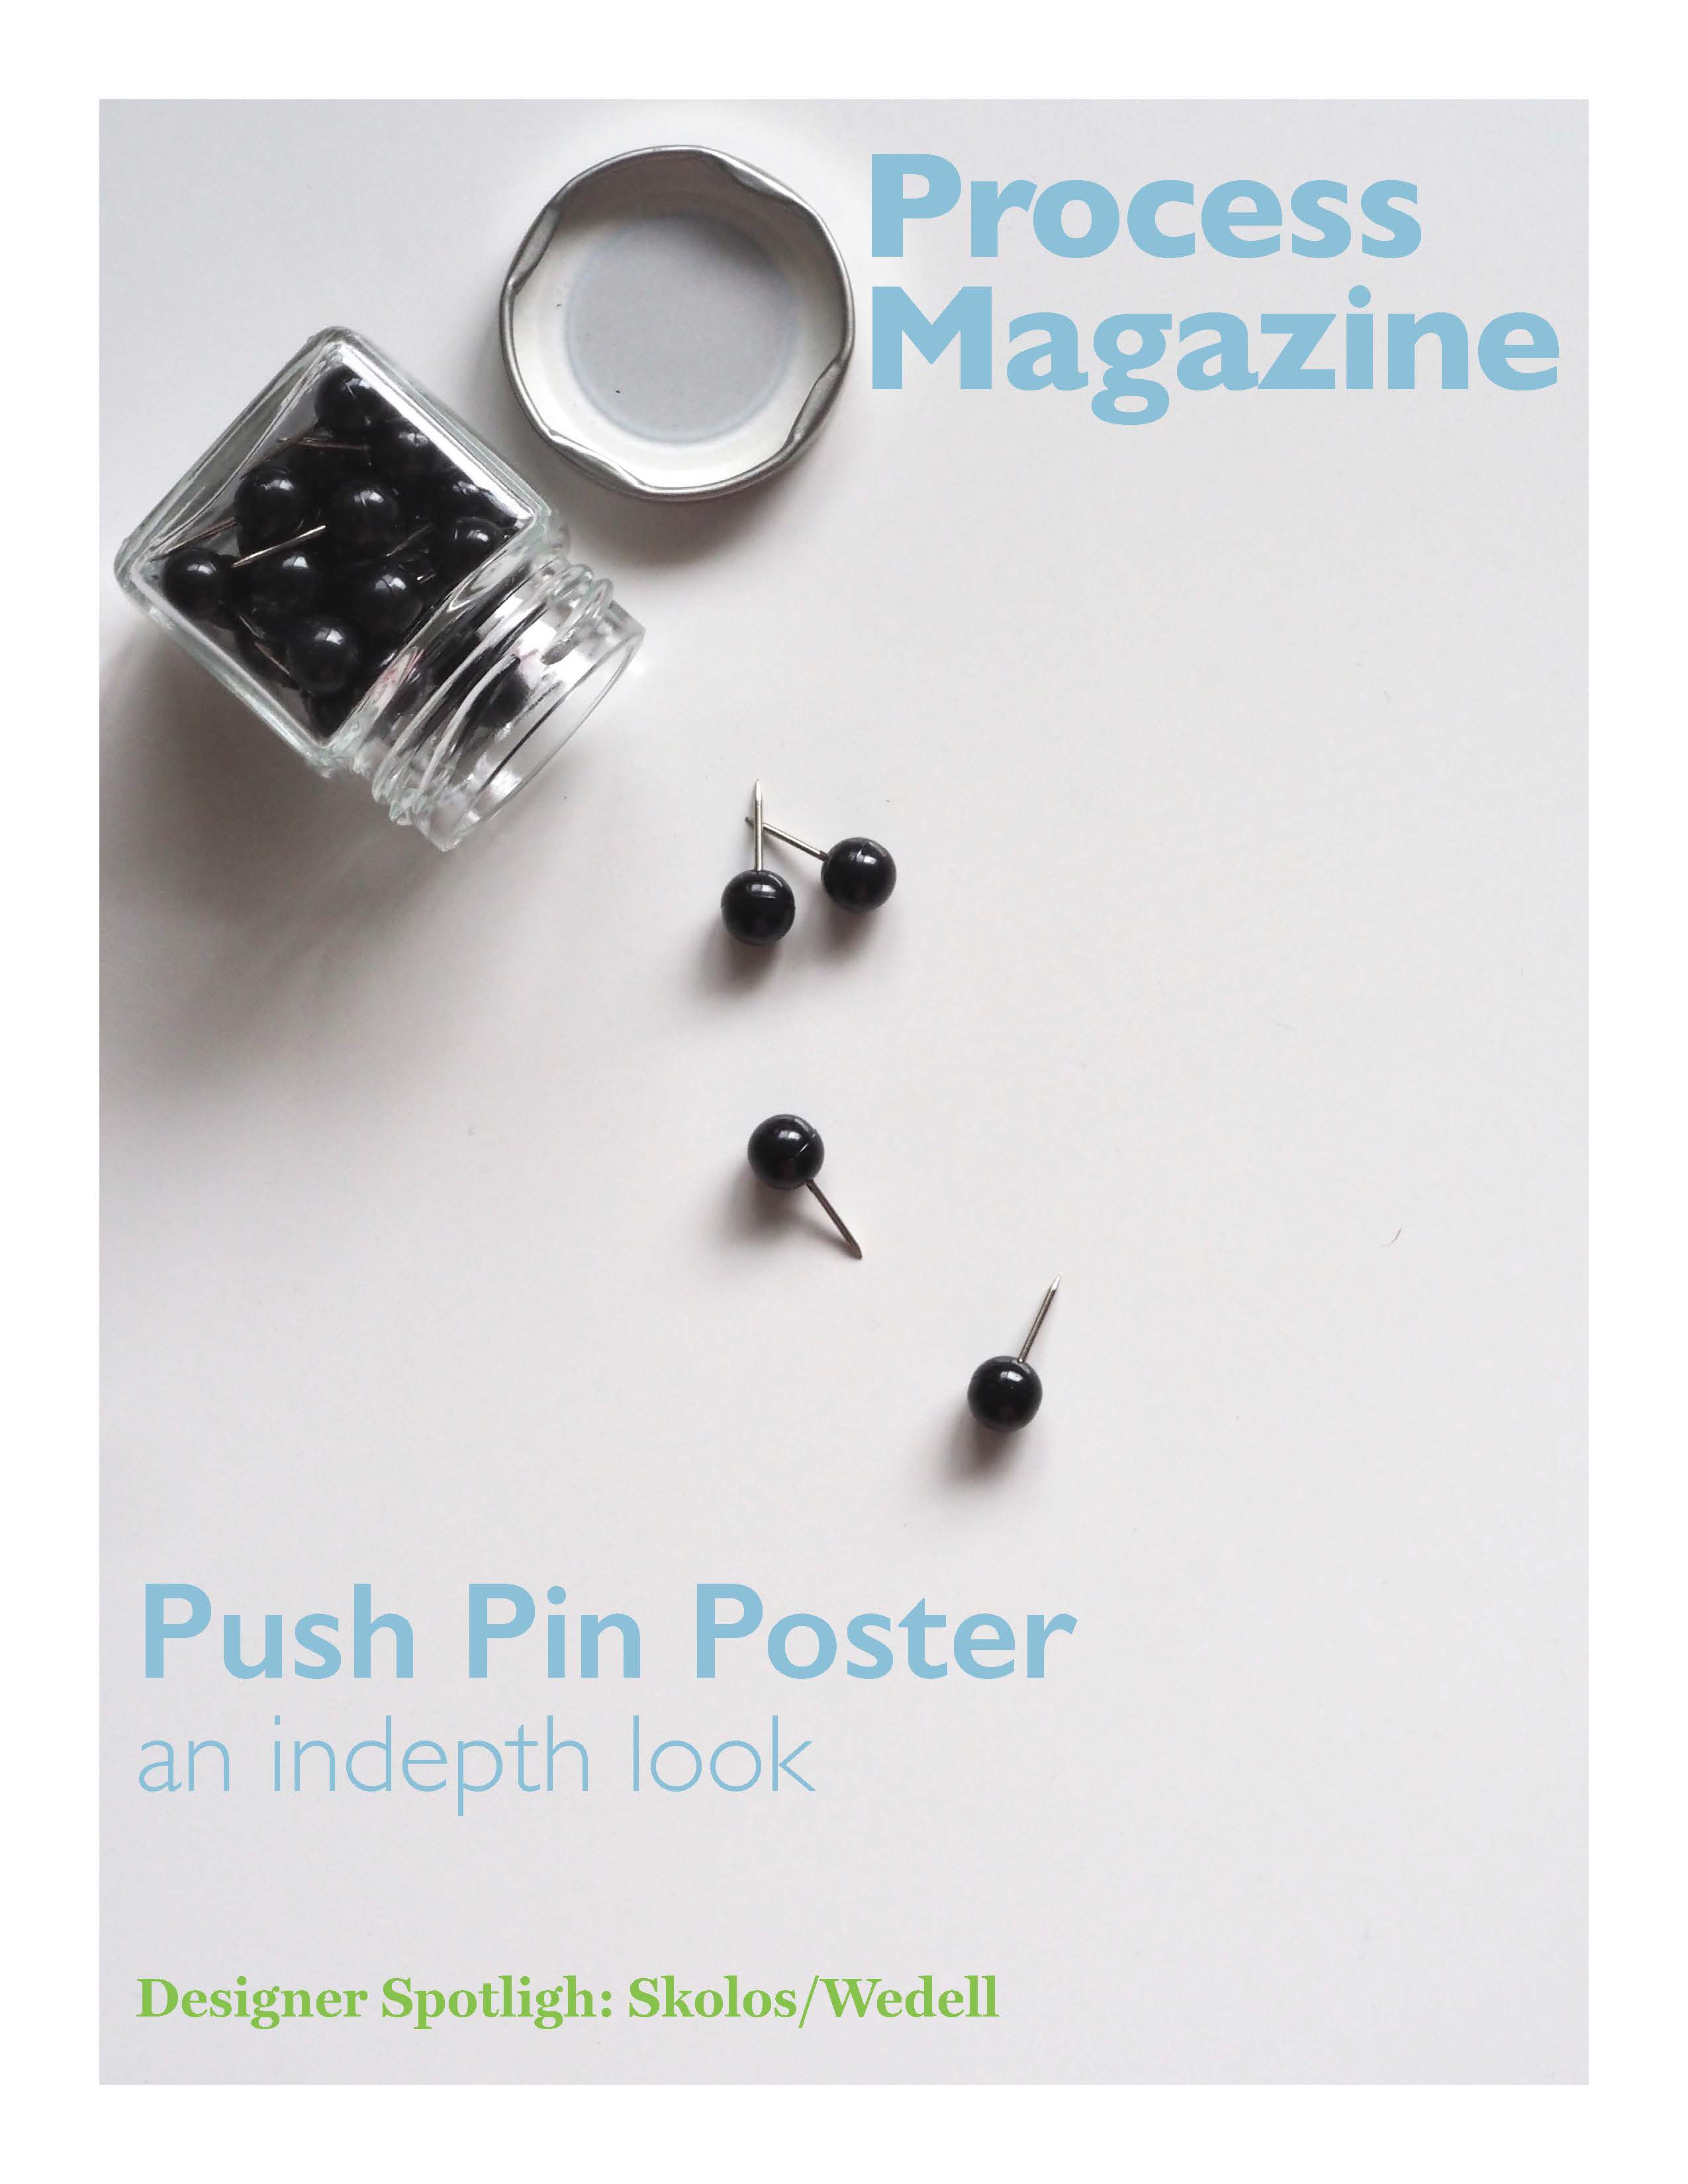 Process
Magazine
Push Pin Poster
an indepth look
Designer Spotligh: Skolos/Wedell